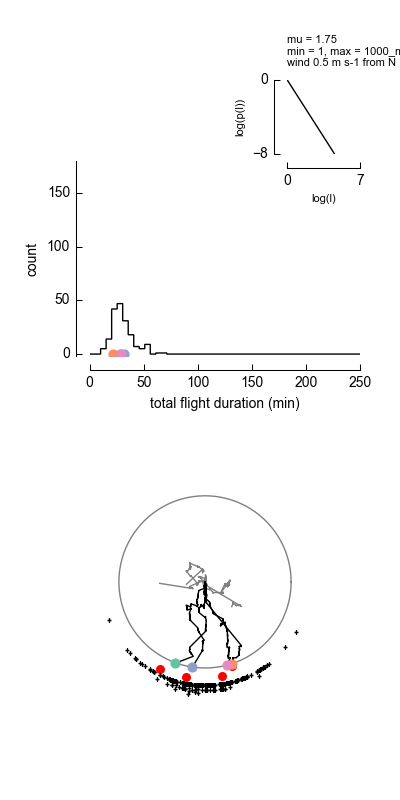 mu = 1.75
min = 1, max = 1000_m
wind 0.5 m s-1 from N
0
log(p(l))
−8
0
7
log(l)
150
100
count
50
0
0
50
100
150
200
250
total flight duration (min)